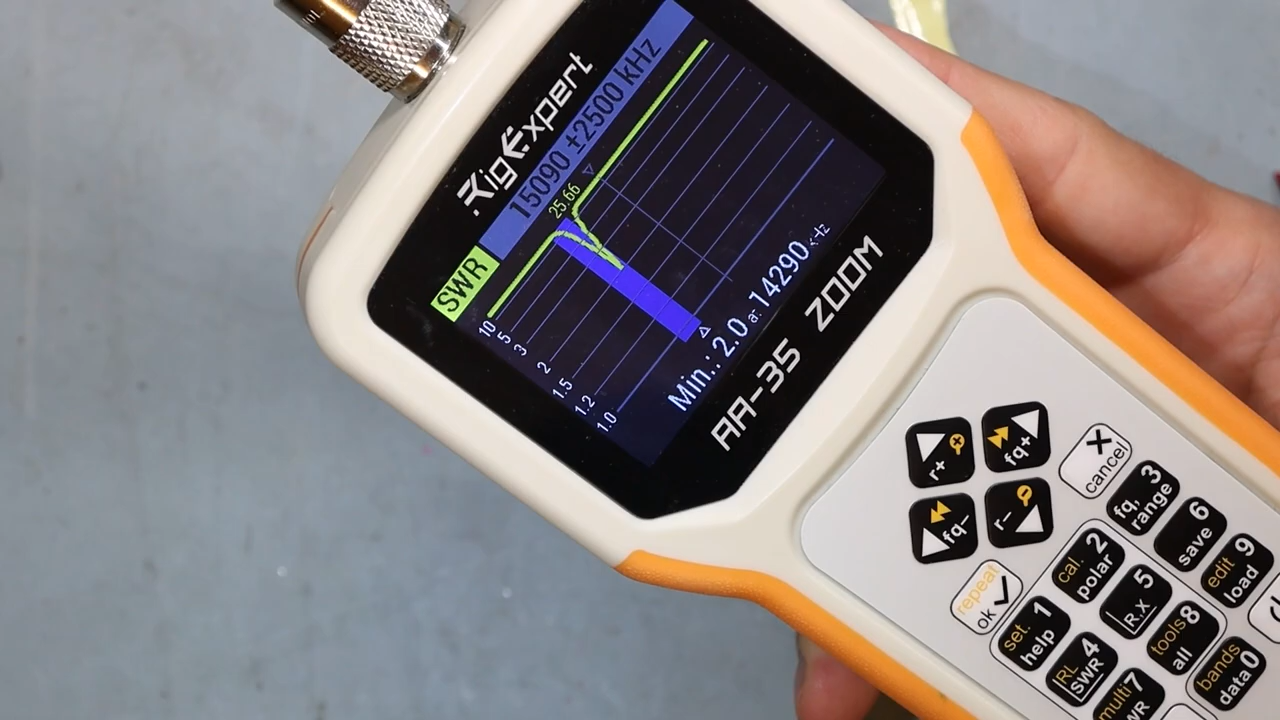 RigExpert
SWR
15090 ±2500 kHz
25.66
10
5
3
2
1.5
1.2
1.0
Min.: 2.0 at 14290 kHz
AA-35 ZOOM
r+
fq+
fq-
r-
cancel
repeat
ok
set. 1
help
cal. 2
polar
fq, 3
range
RL 4
SWR
5
R,X
6
save
multi 7
tools 8
all
edit 9
load
bands 0
data